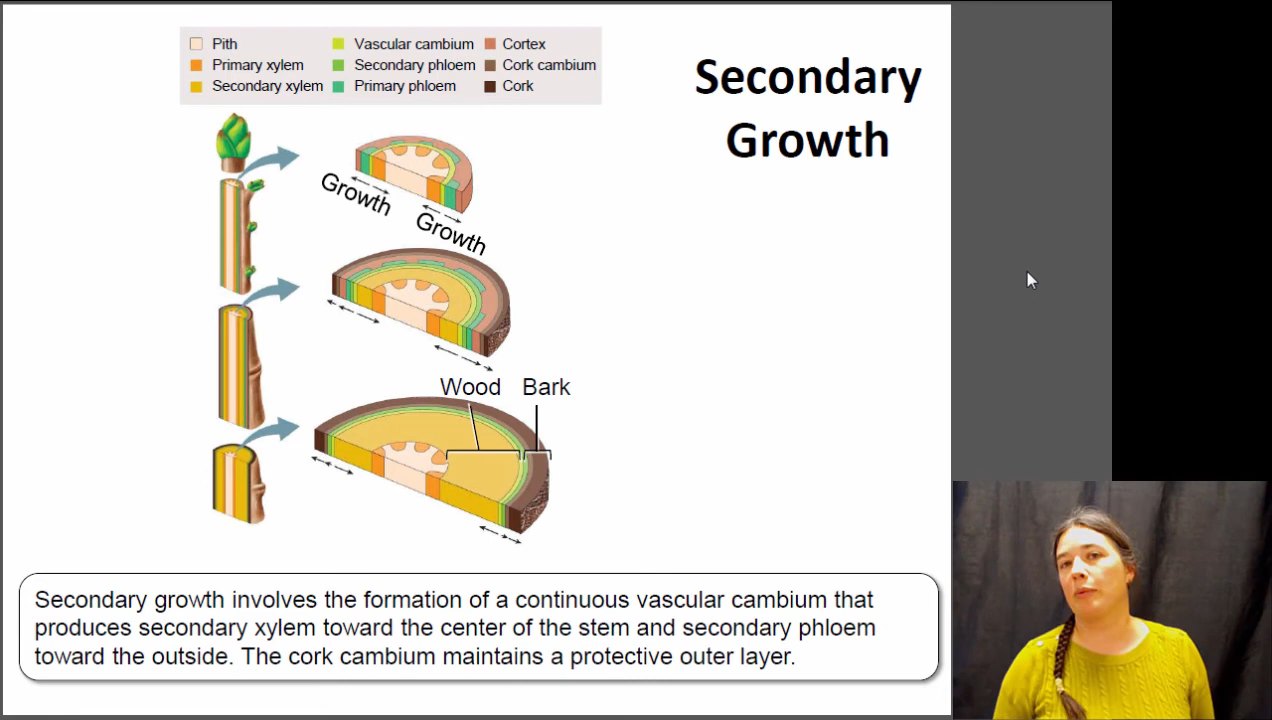 Pith
Primary xylem
Secondary xylem
Vascular cambium
Secondary phloem
Primary phloem
Cortex
Cork cambium
Cork
Secondary
Growth
Growth
Growth
Wood
Bark
Secondary growth involves the formation of a continuous vascular cambium that
produces secondary xylem toward the center of the stem and secondary phloem
toward the outside. The cork cambium maintains a protective outer layer.